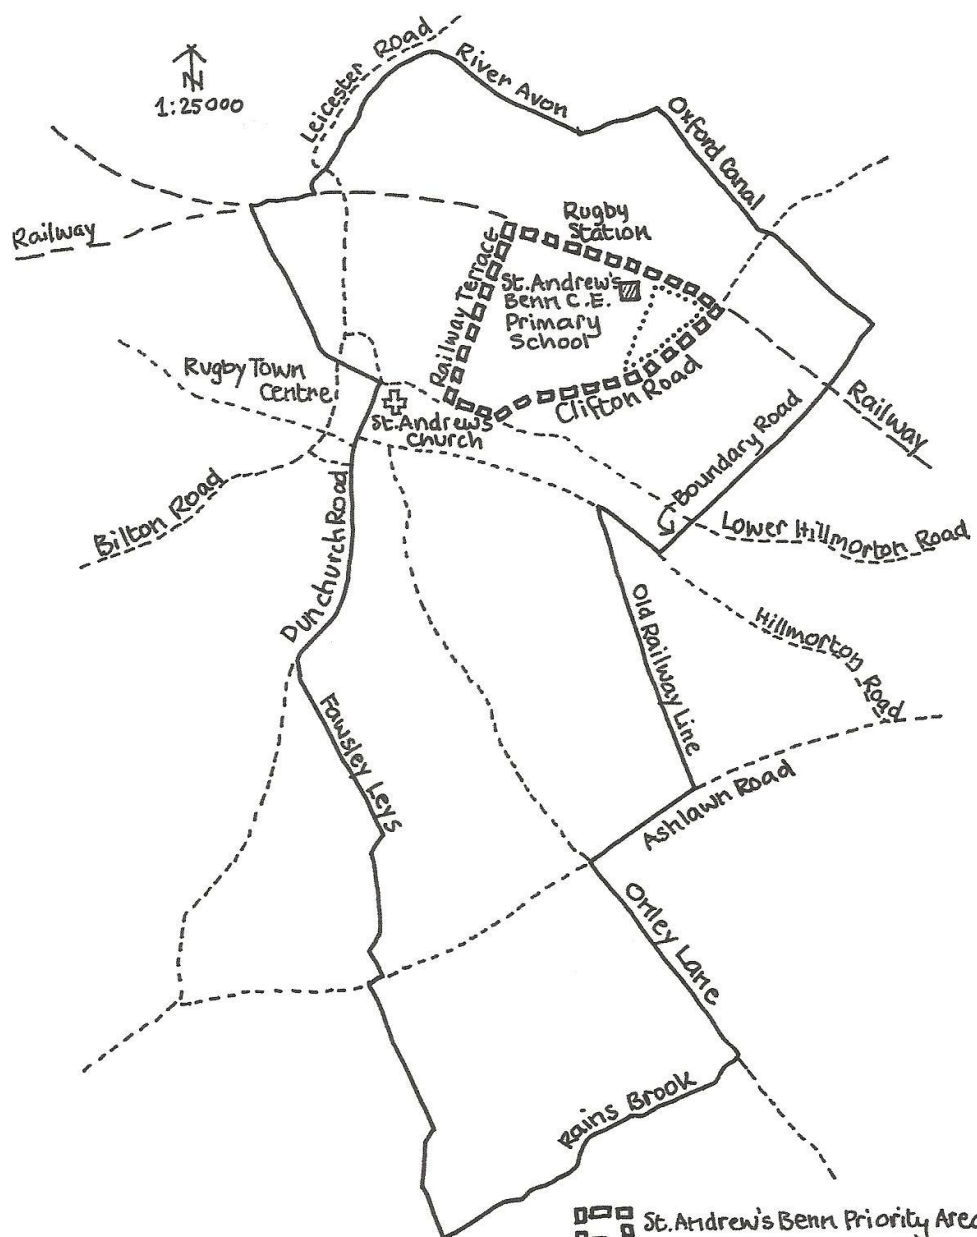 N
1:25000
Leicester Road
River Avon
Oxford Canal
Railway
Rugby
Station
Railway Terrace
St. Andrew's
Benn C.E.
Primary
School
Rugby Town
Centre
St. Andrew's
Church
Clifton Road
Railway
Boundary Road
Bilton Road
Dunchurch Road
Lower Hillmorton Road
Old Railway Line
Hillmorton
Road
Fawsley Leys
Ashlawn Road
Onley Lane
Rains Brook
St. Andrew's Benn Priority Area